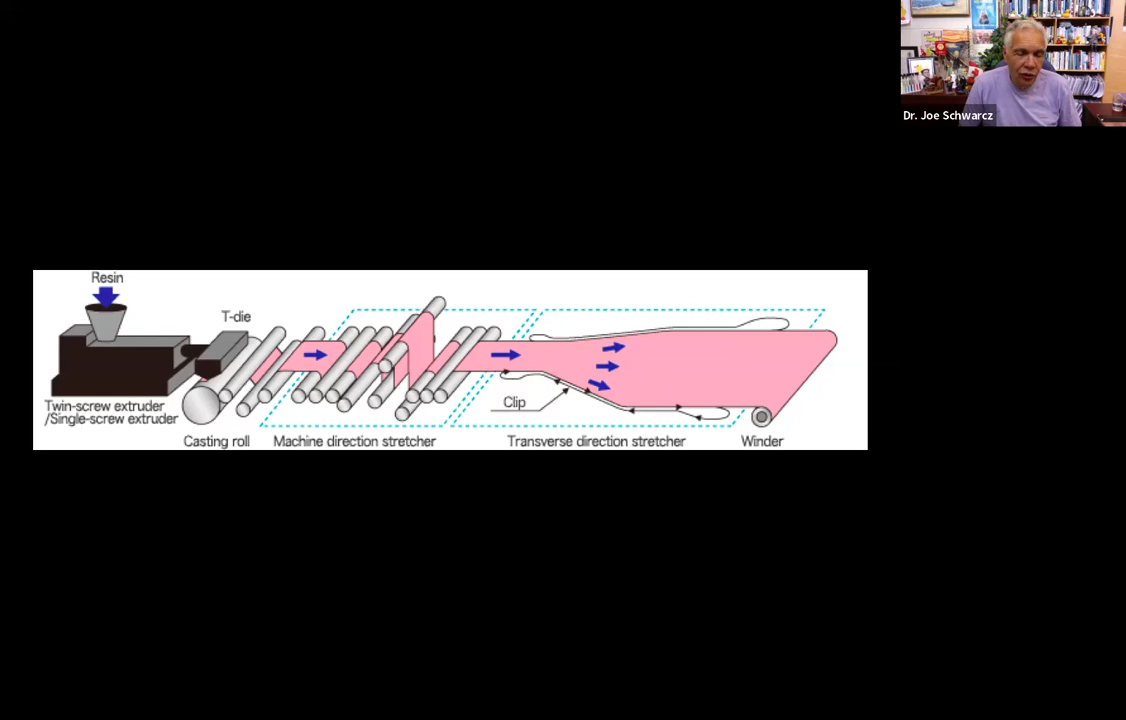 Dr. Joe Schwarcz
Resin
T-die
Twin-screw extruder
/Single-screw extruder
Clip
Casting roll
Machine direction stretcher
Transverse direction stretcher
Winder